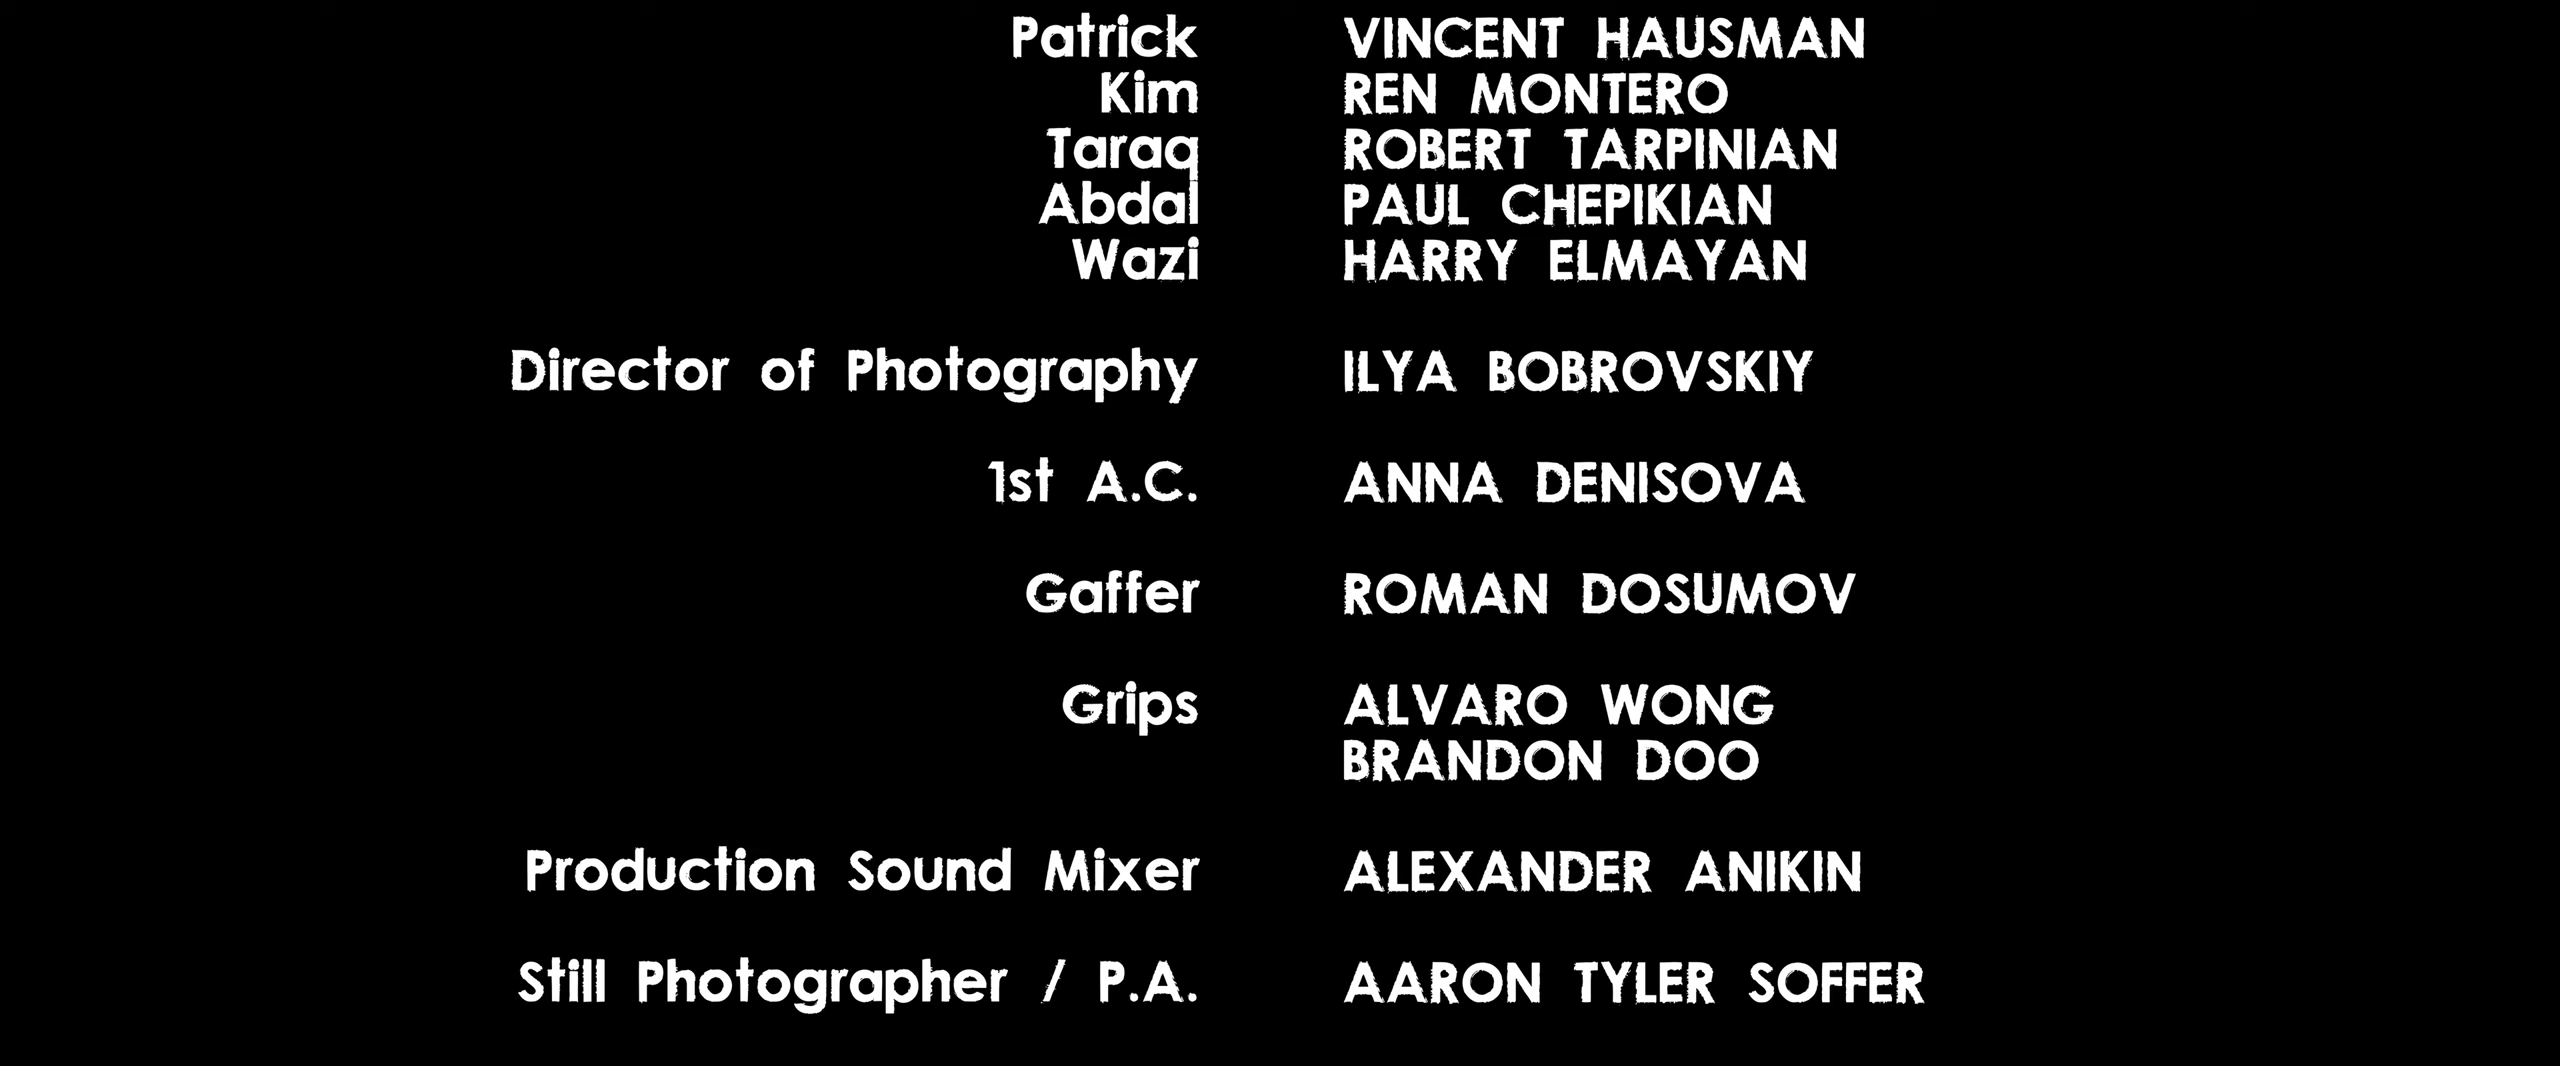 Patrick VINCENT HAUSMAN
Kim REN MONTERO
Taraq ROBERT TARPINIAN
Abdal PAUL CHEPIKIAN
Wazi HARRY ELMAYAN
Director of Photography ILYA BOBROVSKIY
1st A.C. ANNA DENISOVA
Gaffer ROMAN DOSUMOV
Grips ALVARO WONG
BRANDON DOO
Production Sound Mixer ALEXANDER ANIKIN
Still Photographer / P.A. AARON TYLER SOFFER